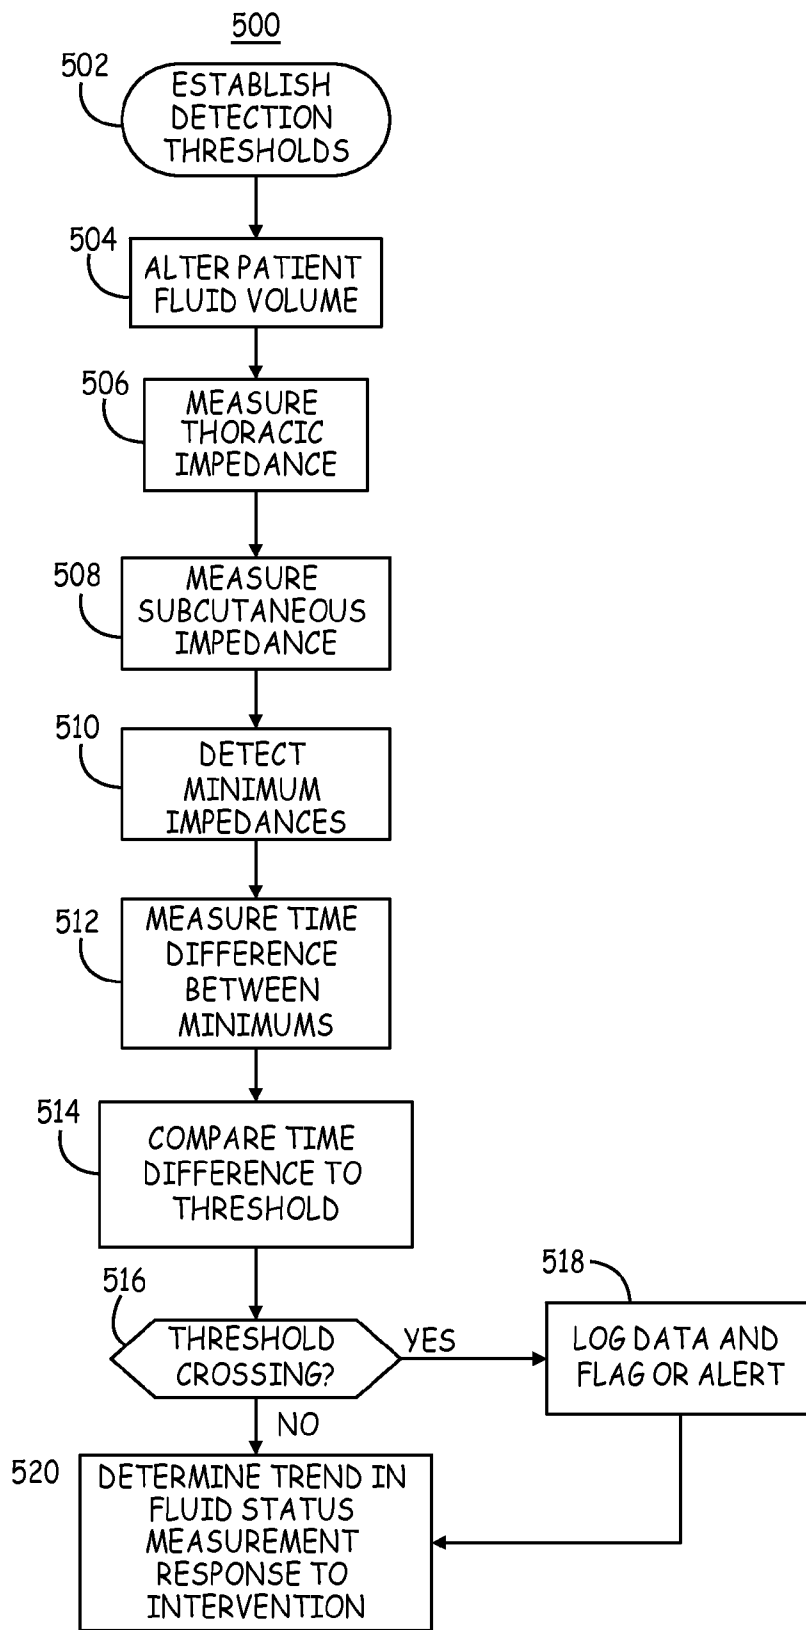 500
502
ESTABLISH
DETECTION
THRESHOLDS
504
ALTER PATIENT
FLUID VOLUME
506
MEASURE
THORACIC
IMPEDANCE
508
MEASURE
SUBCUTANEOUS
IMPEDANCE
510
DETECT
MINIMUM
IMPEDANCES
512
MEASURE TIME
DIFFERENCE
BETWEEN
MINIMUMS
514
COMPARE TIME
DIFFERENCE TO
THRESHOLD
516
THRESHOLD
CROSSING?
YES
518
LOG DATA AND
FLAG OR ALERT
NO
520
DETERMINE TREND IN
FLUID STATUS
MEASUREMENT
RESPONSE TO
INTERVENTION